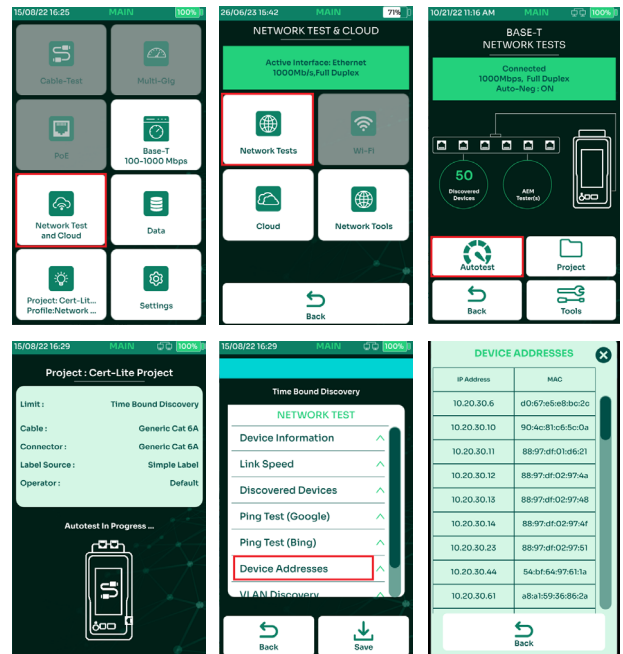 15/08/22 16:25 MAIN 100%
Cable-Test
Multi-Gig
PoE
Base-T
100-1000 Mbps
Network Test
and Cloud
Data
Project: Cert-Lit...
Profile:Network ...
Settings
26/06/23 15:42 MAIN 71%
NETWORK TEST & CLOUD
Active Interface: Ethernet
1000Mb/s,Full Duplex
Network Tests
Wi-Fi
Cloud
Network Tools
Back
10/21/22 11:16 AM MAIN 100%
BASE-T
NETWORK TESTS
Connected
1000Mbps, Full Duplex
Auto-Neg : ON
50
Discovered
Devices
AEM
Tester(s)
Autotest
Project
Back
Tools
15/08/22 16:29 MAIN 100%
Project : Cert-Lite Project
Limit : Time Bound Discovery
Cable : Generic Cat 6A
Connector : Generic Cat 6A
Label Source : Simple Label
Operator : Default
Autotest In Progress ...
15/08/22 16:29 MAIN 100%
Time Bound Discovery
NETWORK TEST
Device Information
Link Speed
Discovered Devices
Ping Test (Google)
Ping Test (Bing)
Device Addresses
VLAN Discovery
Back
Save
DEVICE ADDRESSES
IP Address MAC
10.20.30.6 d0:67:e5:e8:bc:2c
10.20.30.10 90:4c:81:c6:5c:0a
10.20.30.11 88:97:df:01:d6:21
10.20.30.12 88:97:df:02:97:4a
10.20.30.13 88:97:df:02:97:48
10.20.30.14 88:97:df:02:97:4f
10.20.30.23 88:97:df:02:97:51
10.20.30.44 54:bf:64:97:61:1a
10.20.30.61 a8:a1:59:36:86:2a
Back